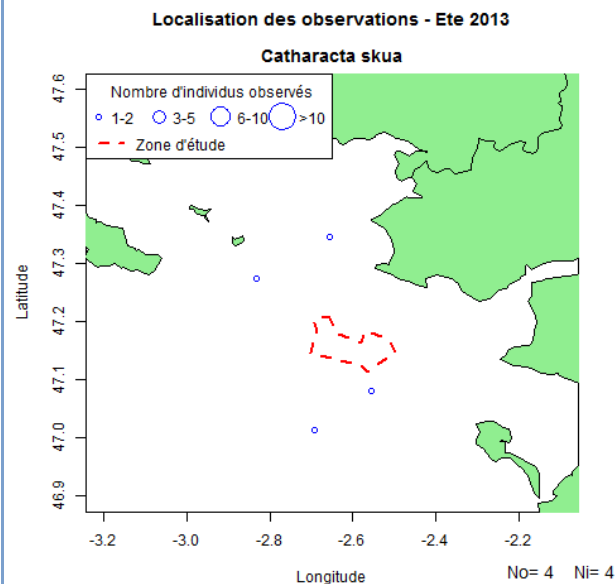 Localisation des observations - Ete 2013
Catharacta skua
Nombre d'individus observés
1-2 3-5 6-10 >10
Zone d'étude
Latitude
47.6
47.5
47.4
47.3
47.2
47.1
47.0
46.9
-3.2 -3.0 -2.8 -2.6 -2.4 -2.2
Longitude
No= 4 Ni= 4